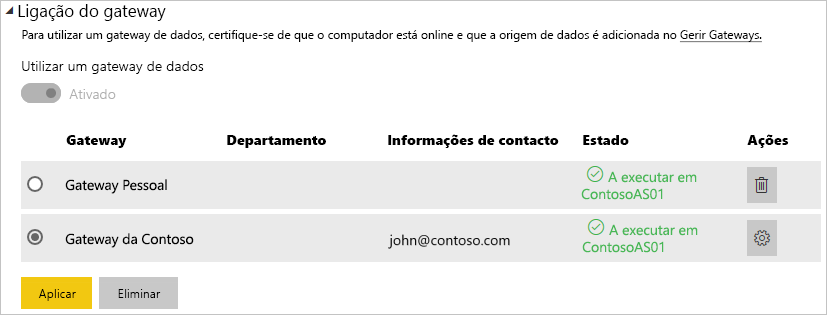 Ligação do gateway
Para utilizar um gateway de dados, certifique-se de que o computador está online e que a origem de dados é adicionada no Gerir Gateways.
Utilizar um gateway de dados
Ativado
Gateway Departamento Informações de contacto Estado Ações
Gateway Pessoal A executar em
ContosoAS01
Gateway da Contoso john@contoso.com A executar em
ContosoAS01
Aplicar Eliminar